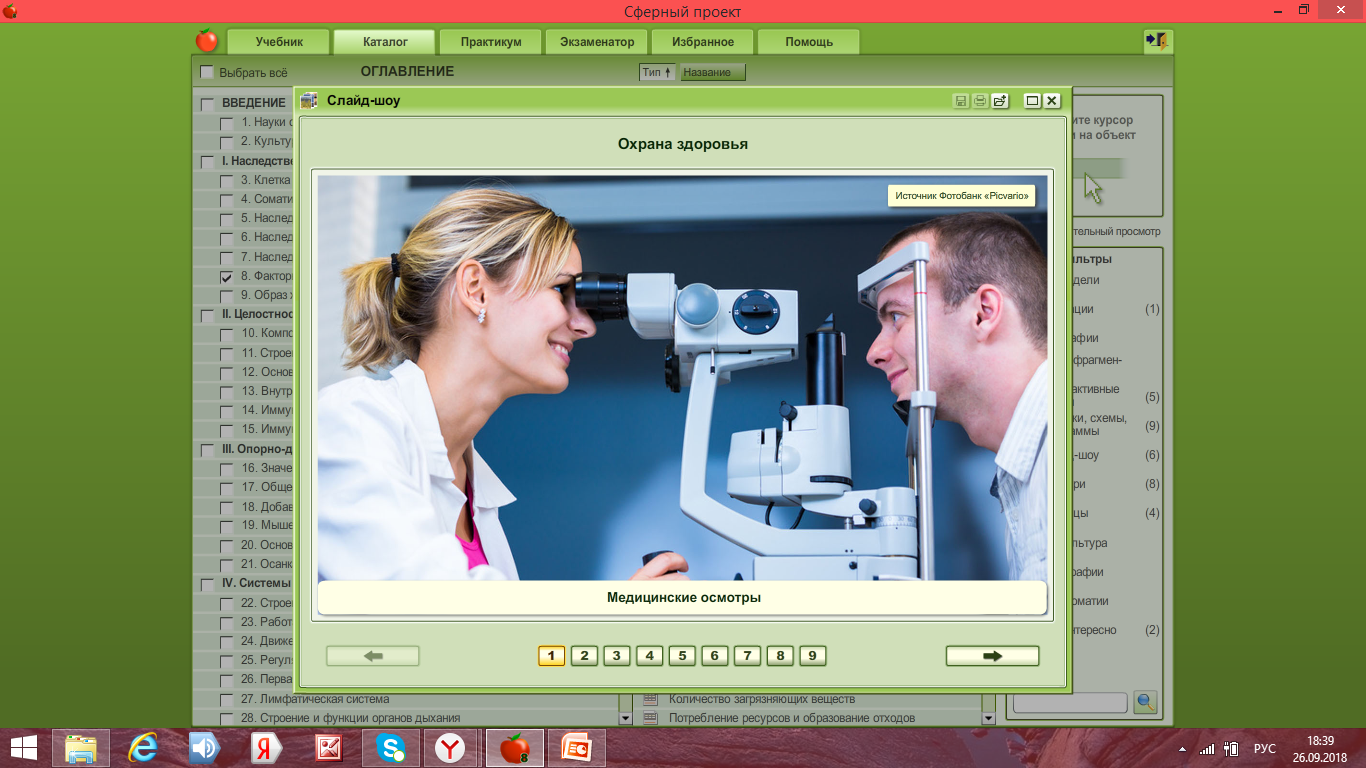 Сферный проект
Учебник
Каталог
Практикум
Экзаменатор
Избранное
Помощь
Выбрать всё
ОГЛАВЛЕНИЕ
Тип
Название
Слайд-шоу
Охрана здоровья
Источник Фотобанк «Picvario»
Медицинские осмотры
1 2 3 4 5 6 7 8 9
ВВЕДЕНИЕ
1. Науки
2. Культу
I. Наследстве
3. Клетка
4. Сомати
5. Наслед
6. Наслед
7. Наслед
8. Фактор
9. Образ
II. Целостнос
10. Компо
11. Строе
12. Основ
13. Внутр
14. Имму
15. Имму
III. Опорно-д
16. Значе
17. Обще
18. Добав
19. Мыше
20. Основ
21. Осанк
IV. Системы
22. Строе
23. Работ
24. Движе
25. Регул
26. Перва
27. Лимфатическая система
28. Строение и функции органов дыхания
Количество загрязняющих веществ
Потребление ресурсов и образование отходов
ите курсор
на объект
тельный просмотр
льтры
дели
ции (1)
афии
фрагмен-
активные (5)
ки, схемы,
аммы (9)
д-шоу (6)
ри (8)
цы (4)
льтура
рафии
оматии
нтересно (2)
РУС
18:39
26.09.2018